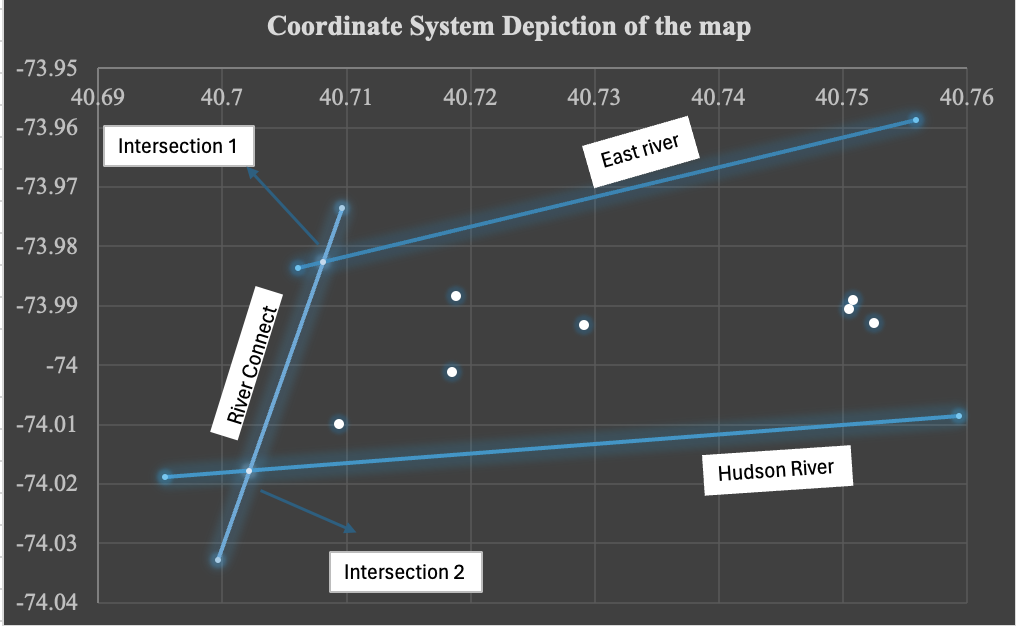 Coordinate System Depiction of the map
-73.95
40.69 40.7 40.71 40.72 40.73 40.74 40.75 40.76
-73.96
Intersection 1
East river
-73.97
-73.98
-73.99
River Connect
-74
-74.01
Hudson River
-74.02
-74.03
Intersection 2
-74.04